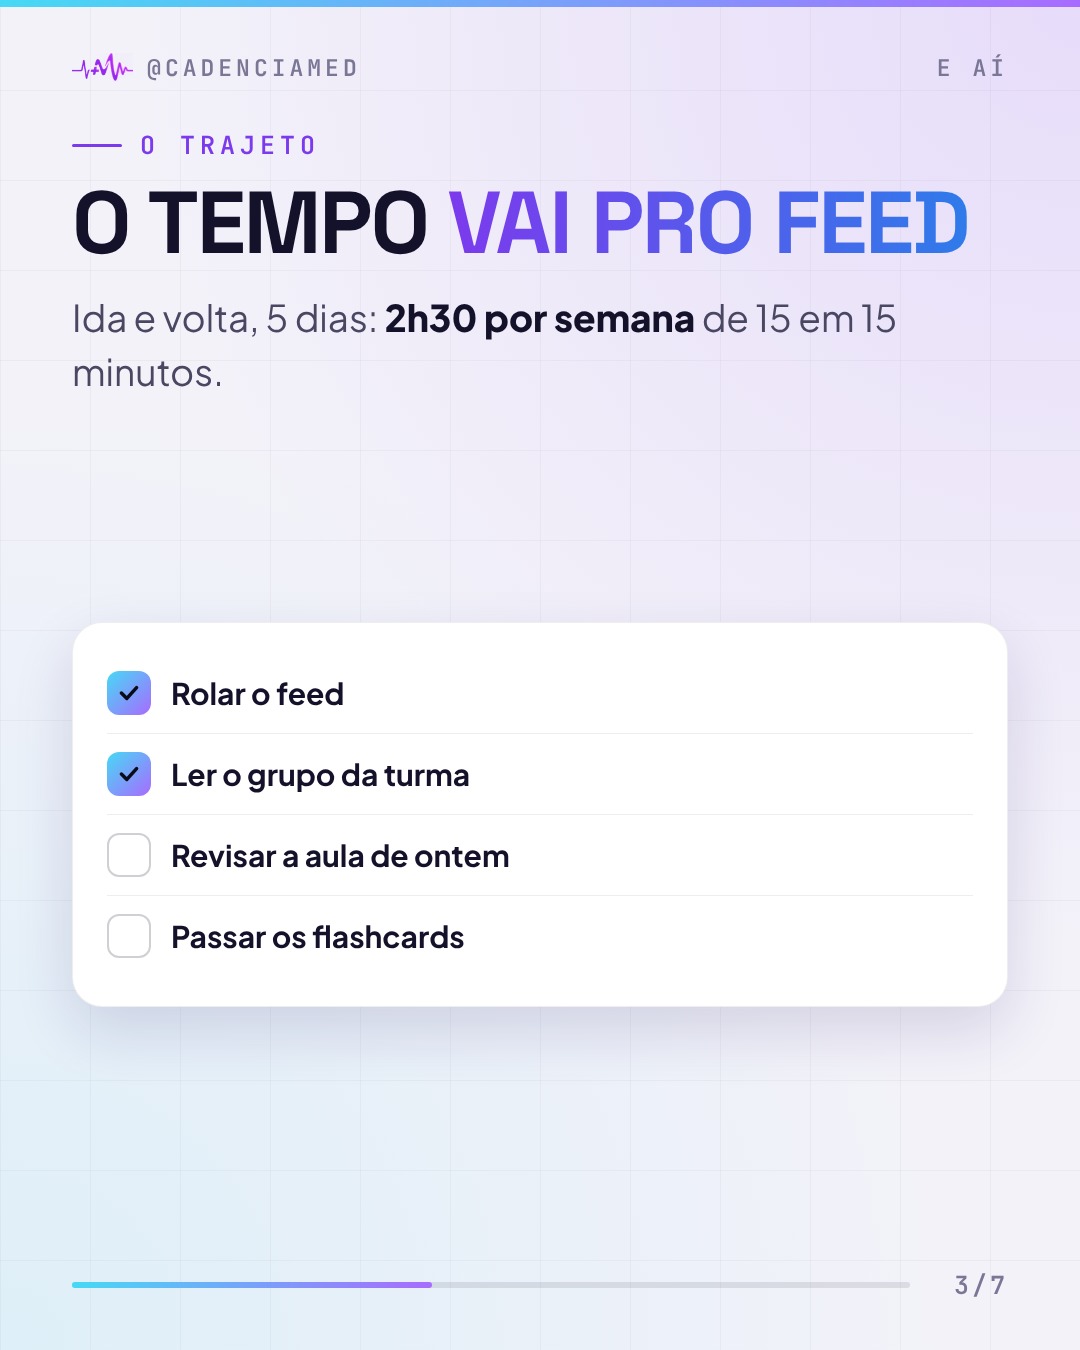 @CADENCIAMED
E AÍ
O TRAJETO
O TEMPO VAI PRO FEED
Ida e volta, 5 dias: 2h30 por semana de 15 em 15
minutos.
Rolar o feed
Ler o grupo da turma
Revisar a aula de ontem
Passar os flashcards
3/7